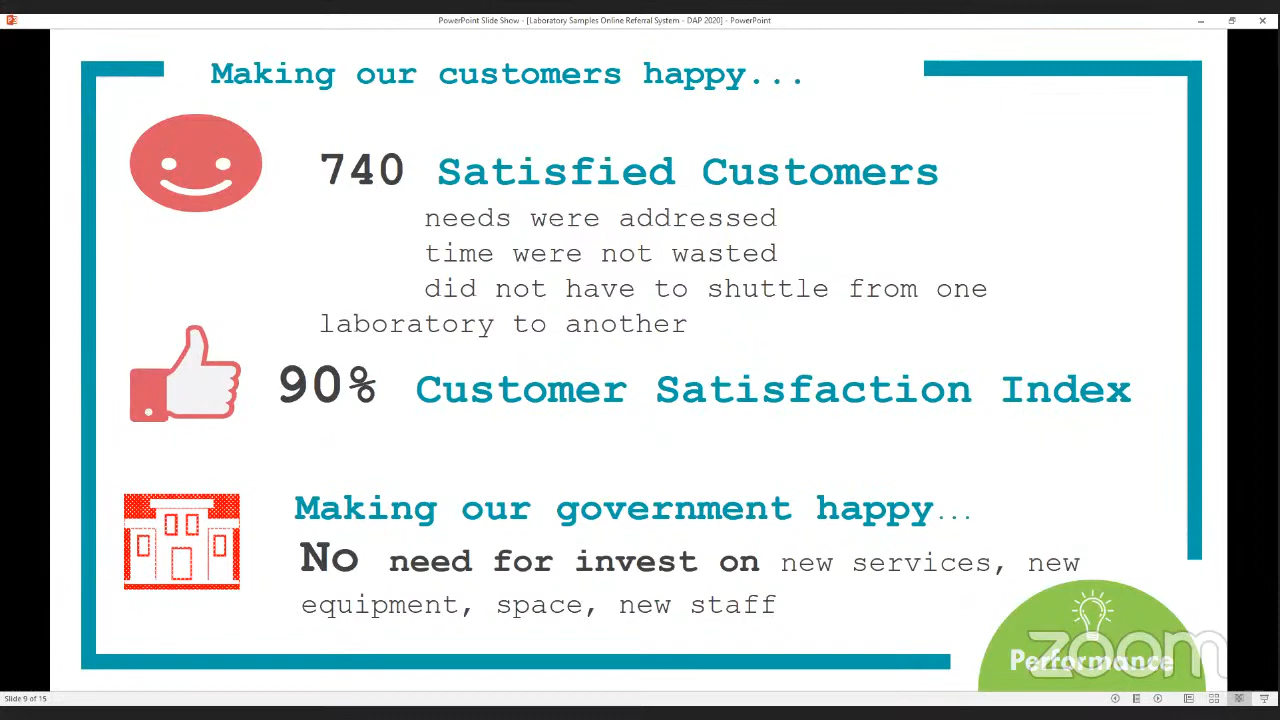 PowerPoint Slide Show - [Laboratory Samples Online Referral System - DAP 2020] - PowerPoint
Making our customers happy...
740 Satisfied Customers
needs were addressed
time were not wasted
did not have to shuttle from one
laboratory to another
90% Customer Satisfaction Index
Making our government happy...
No need for invest on new services, new
equipment, space, new staff
Performance
zoom
Slide 9 of 15